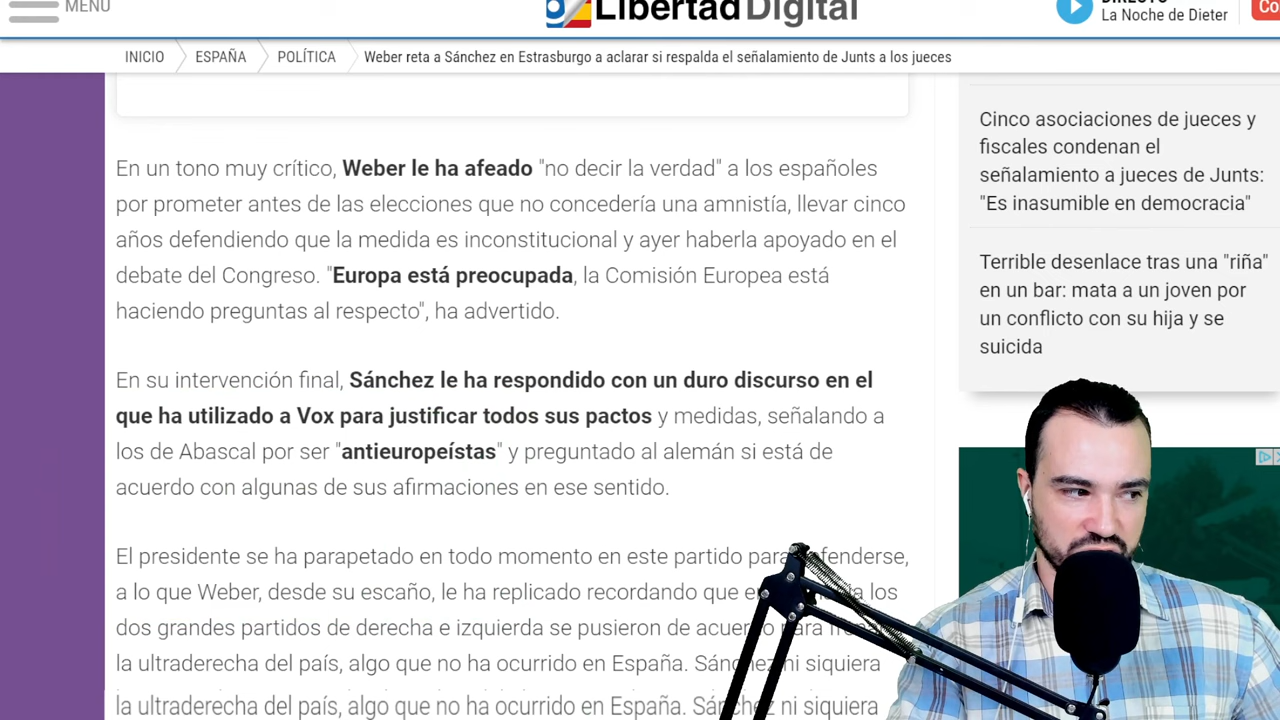 MENÚ
Libertad Digital
DIRECTO
La Noche de Dieter
Co
INICIO
ESPAÑA
POLÍTICA
Weber reta a Sánchez en Estrasburgo a aclarar si respalda el señalamiento de Junts a los jueces
En un tono muy crítico, Weber le ha afeado "no decir la verdad" a los españoles
por prometer antes de las elecciones que no concedería una amnistía, llevar cinco
años defendiendo que la medida es inconstitucional y ayer haberla apoyado en el
debate del Congreso. "Europa está preocupada, la Comisión Europea está
haciendo preguntas al respecto", ha advertido.
En su intervención final, Sánchez le ha respondido con un duro discurso en el
que ha utilizado a Vox para justificar todos sus pactos y medidas, señalando a
los de Abascal por ser "antieuropeístas" y preguntado al alemán si está de
acuerdo con algunas de sus afirmaciones en ese sentido.
El presidente se ha parapetado en todo momento en este partido para defenderse,
a lo que Weber, desde su escaño, le ha replicado recordando que los
dos grandes partidos de derecha e izquierda se pusieron de acuerdo para
la ultraderecha del país, algo que no ha ocurrido en España. Sánchez ni siquiera
la ultraderecha del país, algo que no ha ocurrido en España. Sánchez ni siquiera
Cinco asociaciones de jueces y
fiscales condenan el
señalamiento a jueces de Junts:
"Es inasumible en democracia"
Terrible desenlace tras una "riña"
en un bar: mata a un joven por
un conflicto con su hija y se
suicida